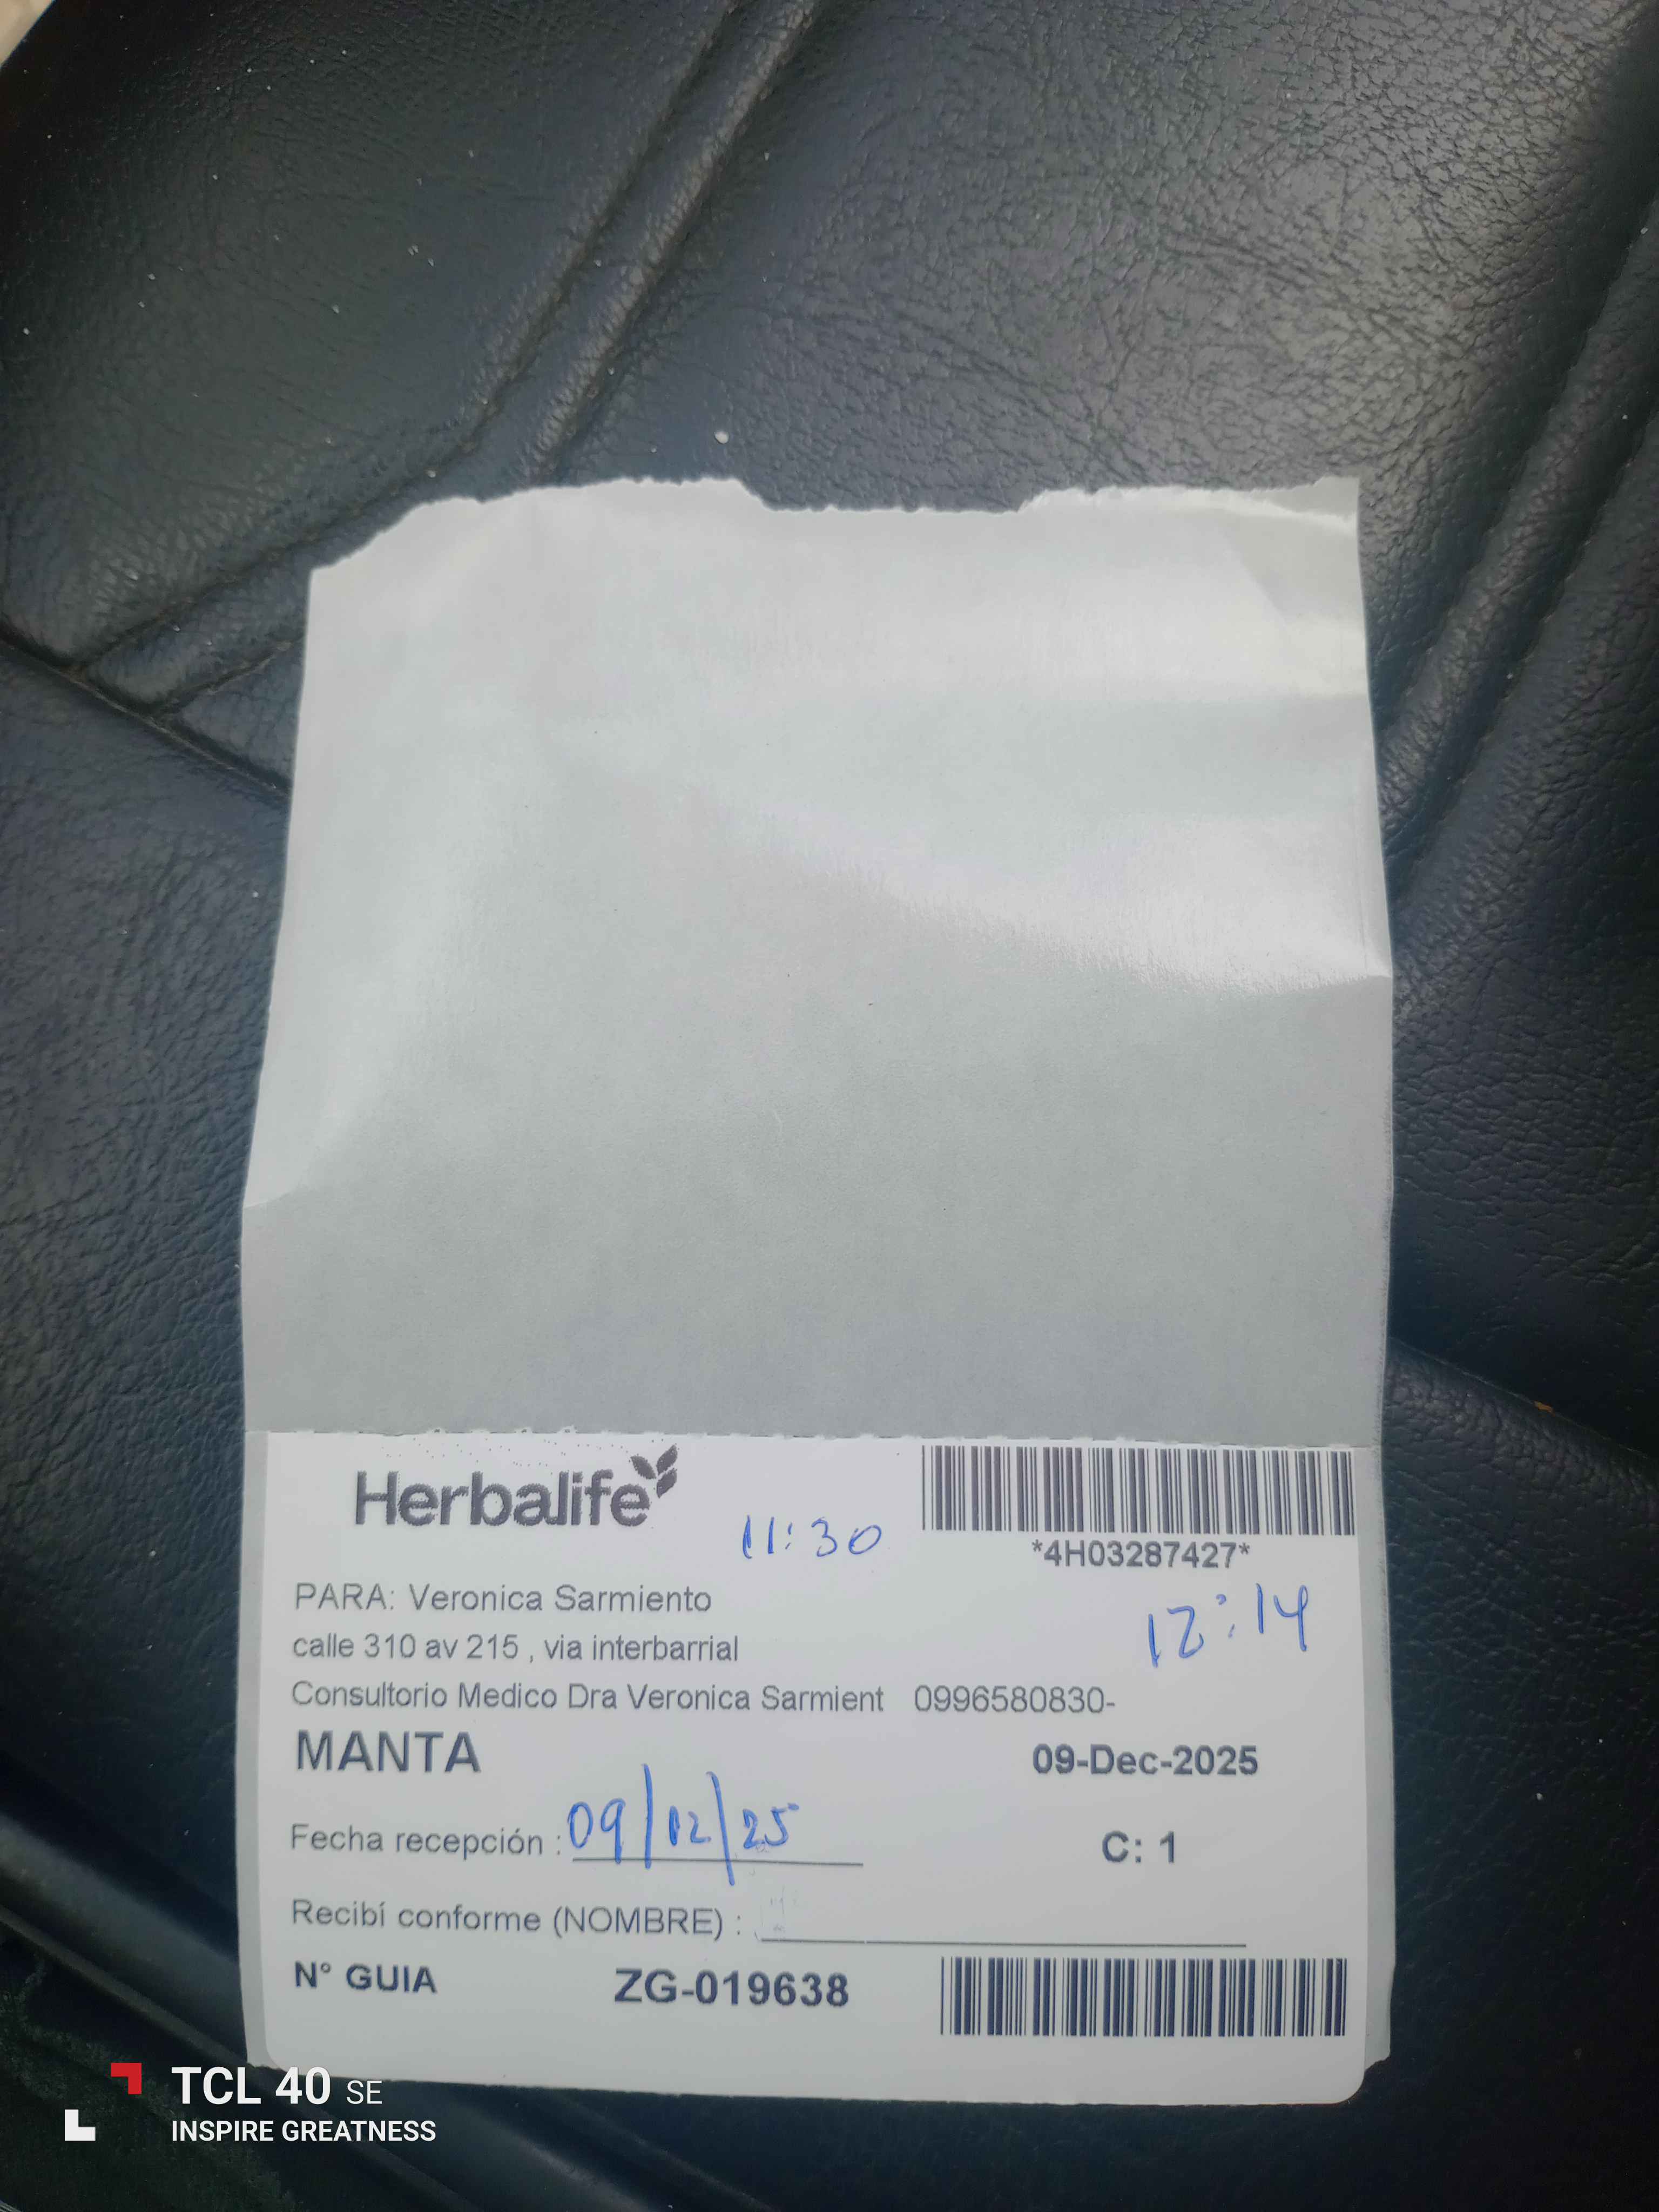 Herbalife
11:30
*4H03287427*
PARA: Veronica Sarmiento
12:14
calle 310 av 215 , via interbarrial
Consultorio Medico Dra Veronica Sarmient 0996580830-
MANTA
09-Dec-2025
Fecha recepción : 09/12/25
C: 1
Recibí conforme (NOMBRE) :
N° GUIA ZG-019638
TCL 40 SE
INSPIRE GREATNESS